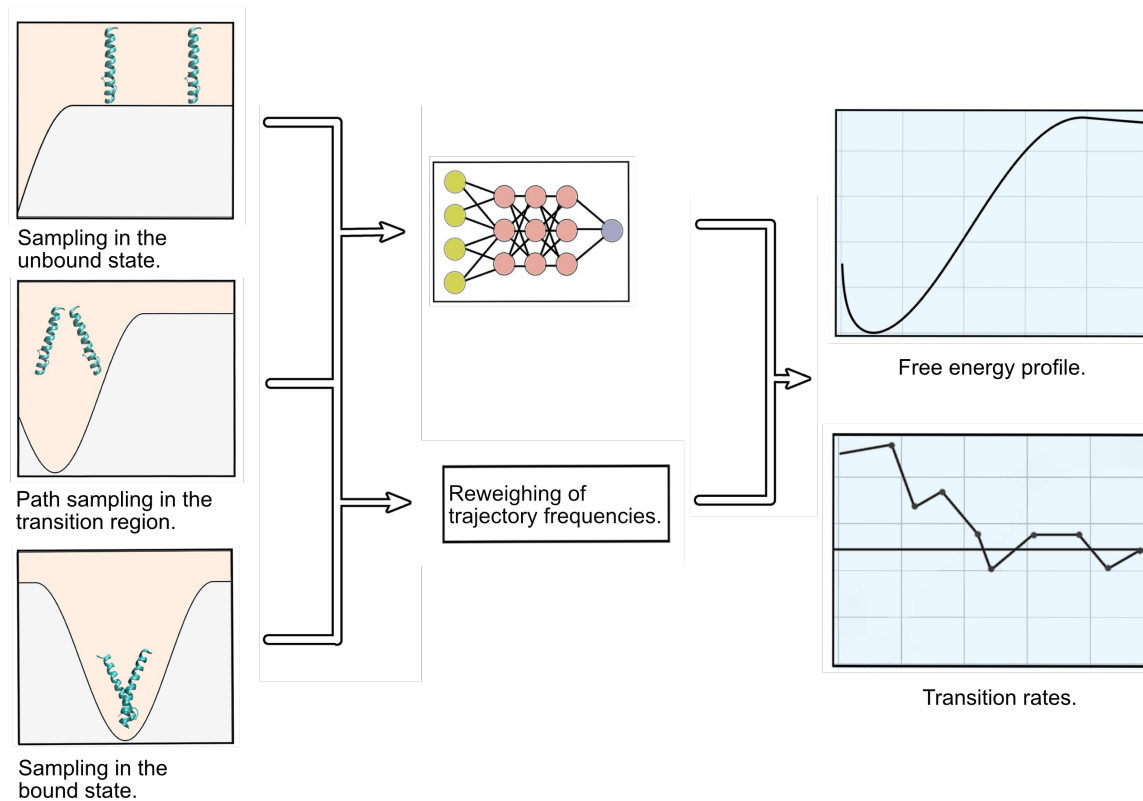 Sampling in the
unbound state.
Path sampling in the
transition region.
Sampling in the
bound state.
Reweighing of
trajectory frequencies.
Free energy profile.
Transition rates.